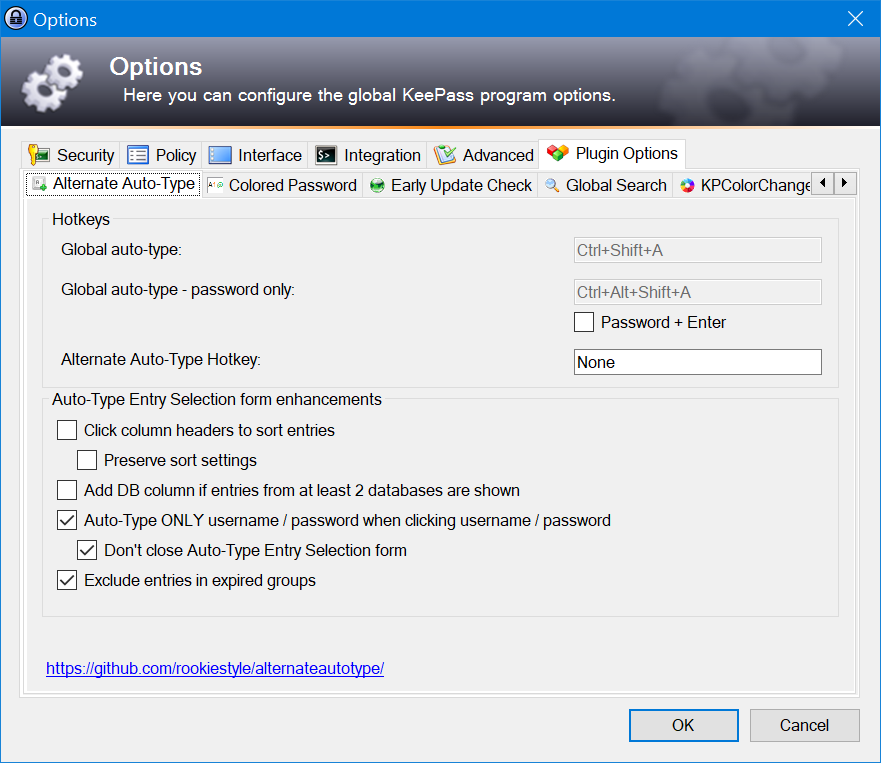 Options
Options
Here you can configure the global KeePass program options.
Security Policy Interface Integration Advanced Plugin Options
Alternate Auto-Type Colored Password Early Update Check Global Search KPColorChange
Hotkeys
Global auto-type: Ctrl+Shift+A
Global auto-type - password only: Ctrl+Alt+Shift+A
Password + Enter
Alternate Auto-Type Hotkey: None
Auto-Type Entry Selection form enhancements
Click column headers to sort entries
Preserve sort settings
Add DB column if entries from at least 2 databases are shown
Auto-Type ONLY username / password when clicking username / password
Don't close Auto-Type Entry Selection form
Exclude entries in expired groups
https://github.com/rookiestyle/alternateautotype/
OK Cancel